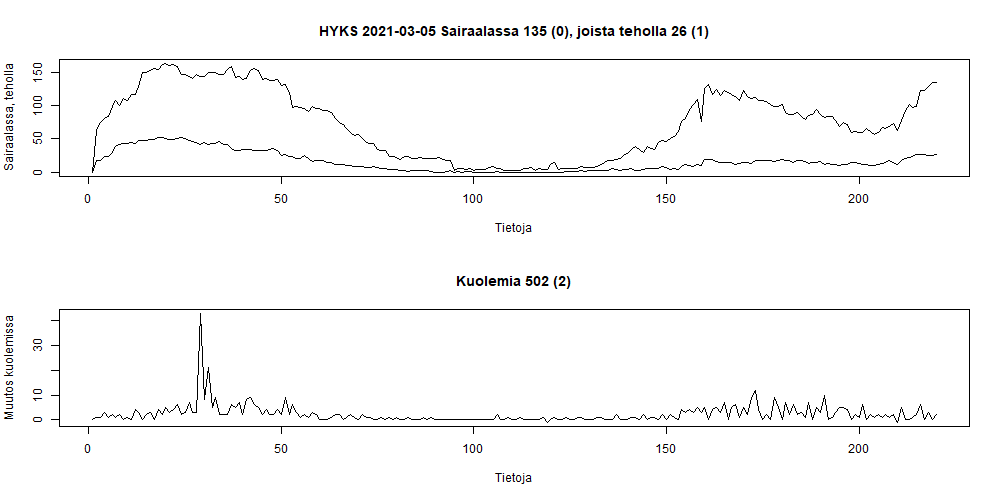 HYKS 2021-03-05 Sairaalassa 135 (0), joista teholla 26 (1)
Sairaalassa, teholla
150
100
50
0
0 50 100 150 200
Tietoja
Kuolemia 502 (2)
Muutos kuolemissa
30
10
0
0 50 100 150 200
Tietoja